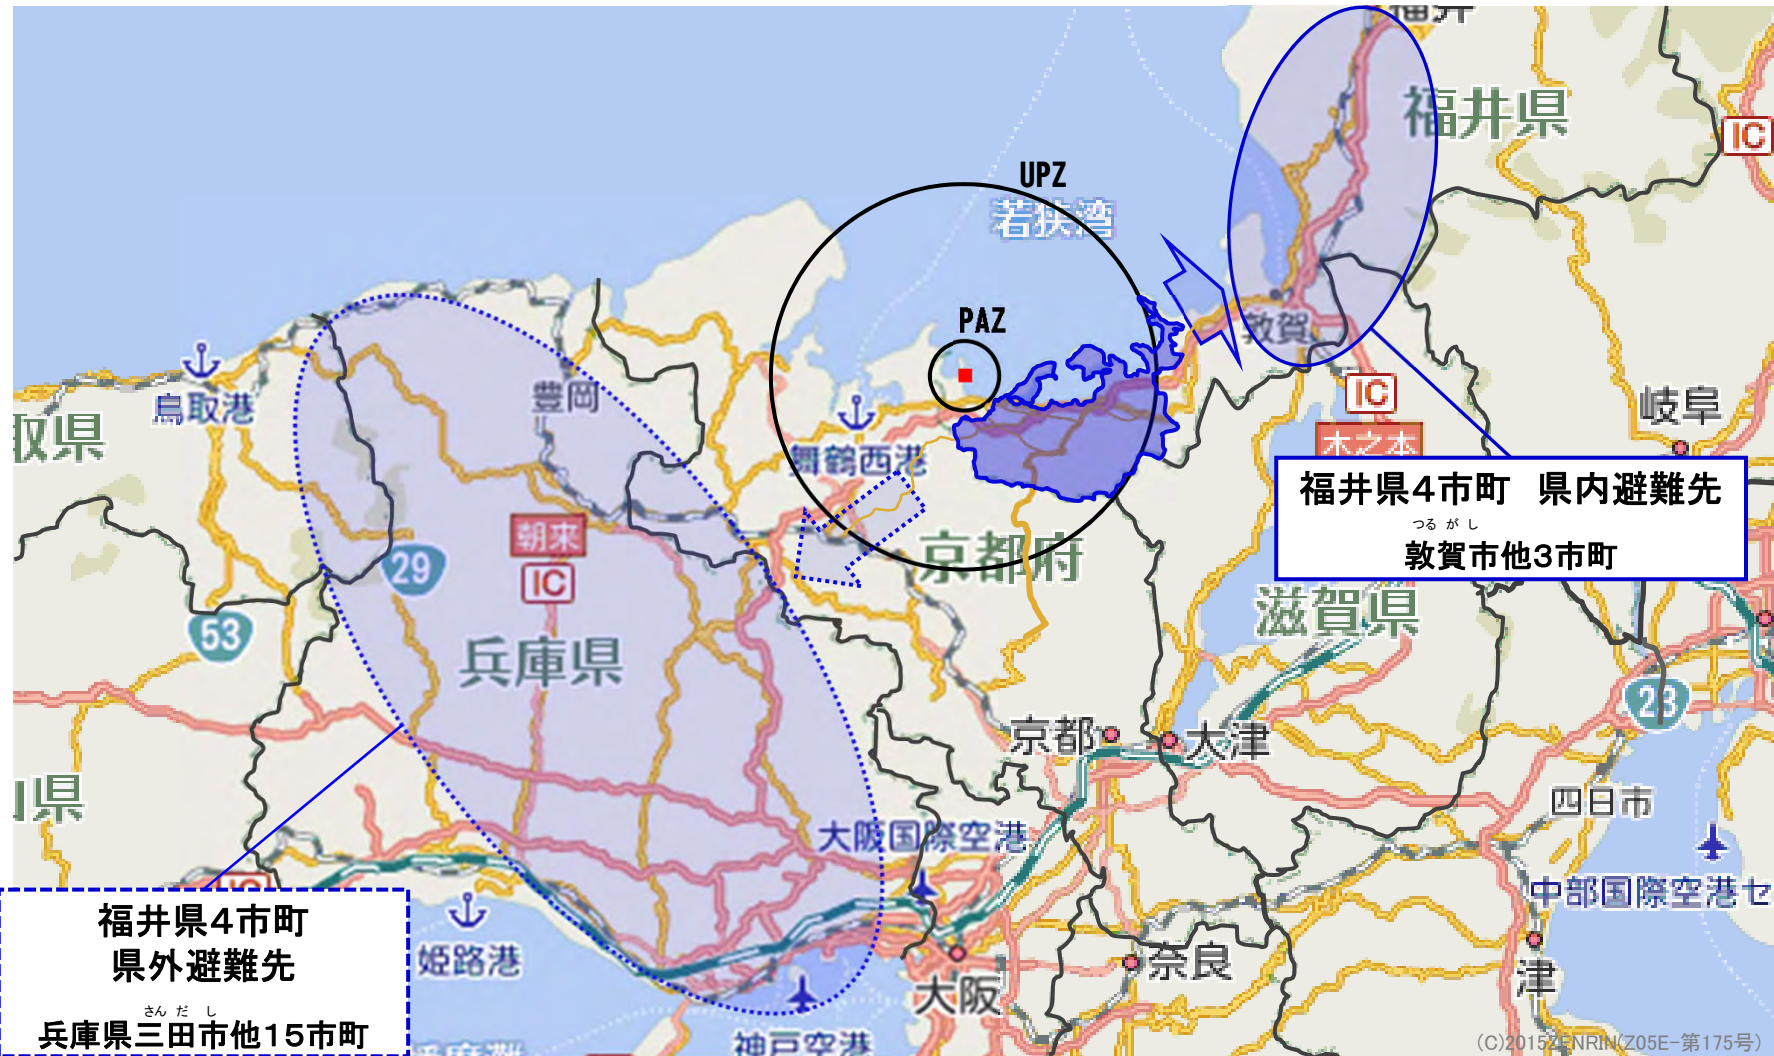 福井
福井県
IC
UPZ
若狭湾
PAZ
敦賀
鳥取港
豊岡
取県
舞鶴西港
IC
木之本
岐阜
福井県4市町　県内避難先
つるがし
敦賀市他3市町
朝来
IC
29
53
京都府
兵庫県
滋賀県
23
京都
大津
県
四日市
大阪国際空港
中部国際空港セ
福井県4市町
県外避難先
さんだし
兵庫県三田市他15市町
姫路港
大阪
奈良
津
神戸空港
(C)2015ZENRIN(Z05E-第175号)